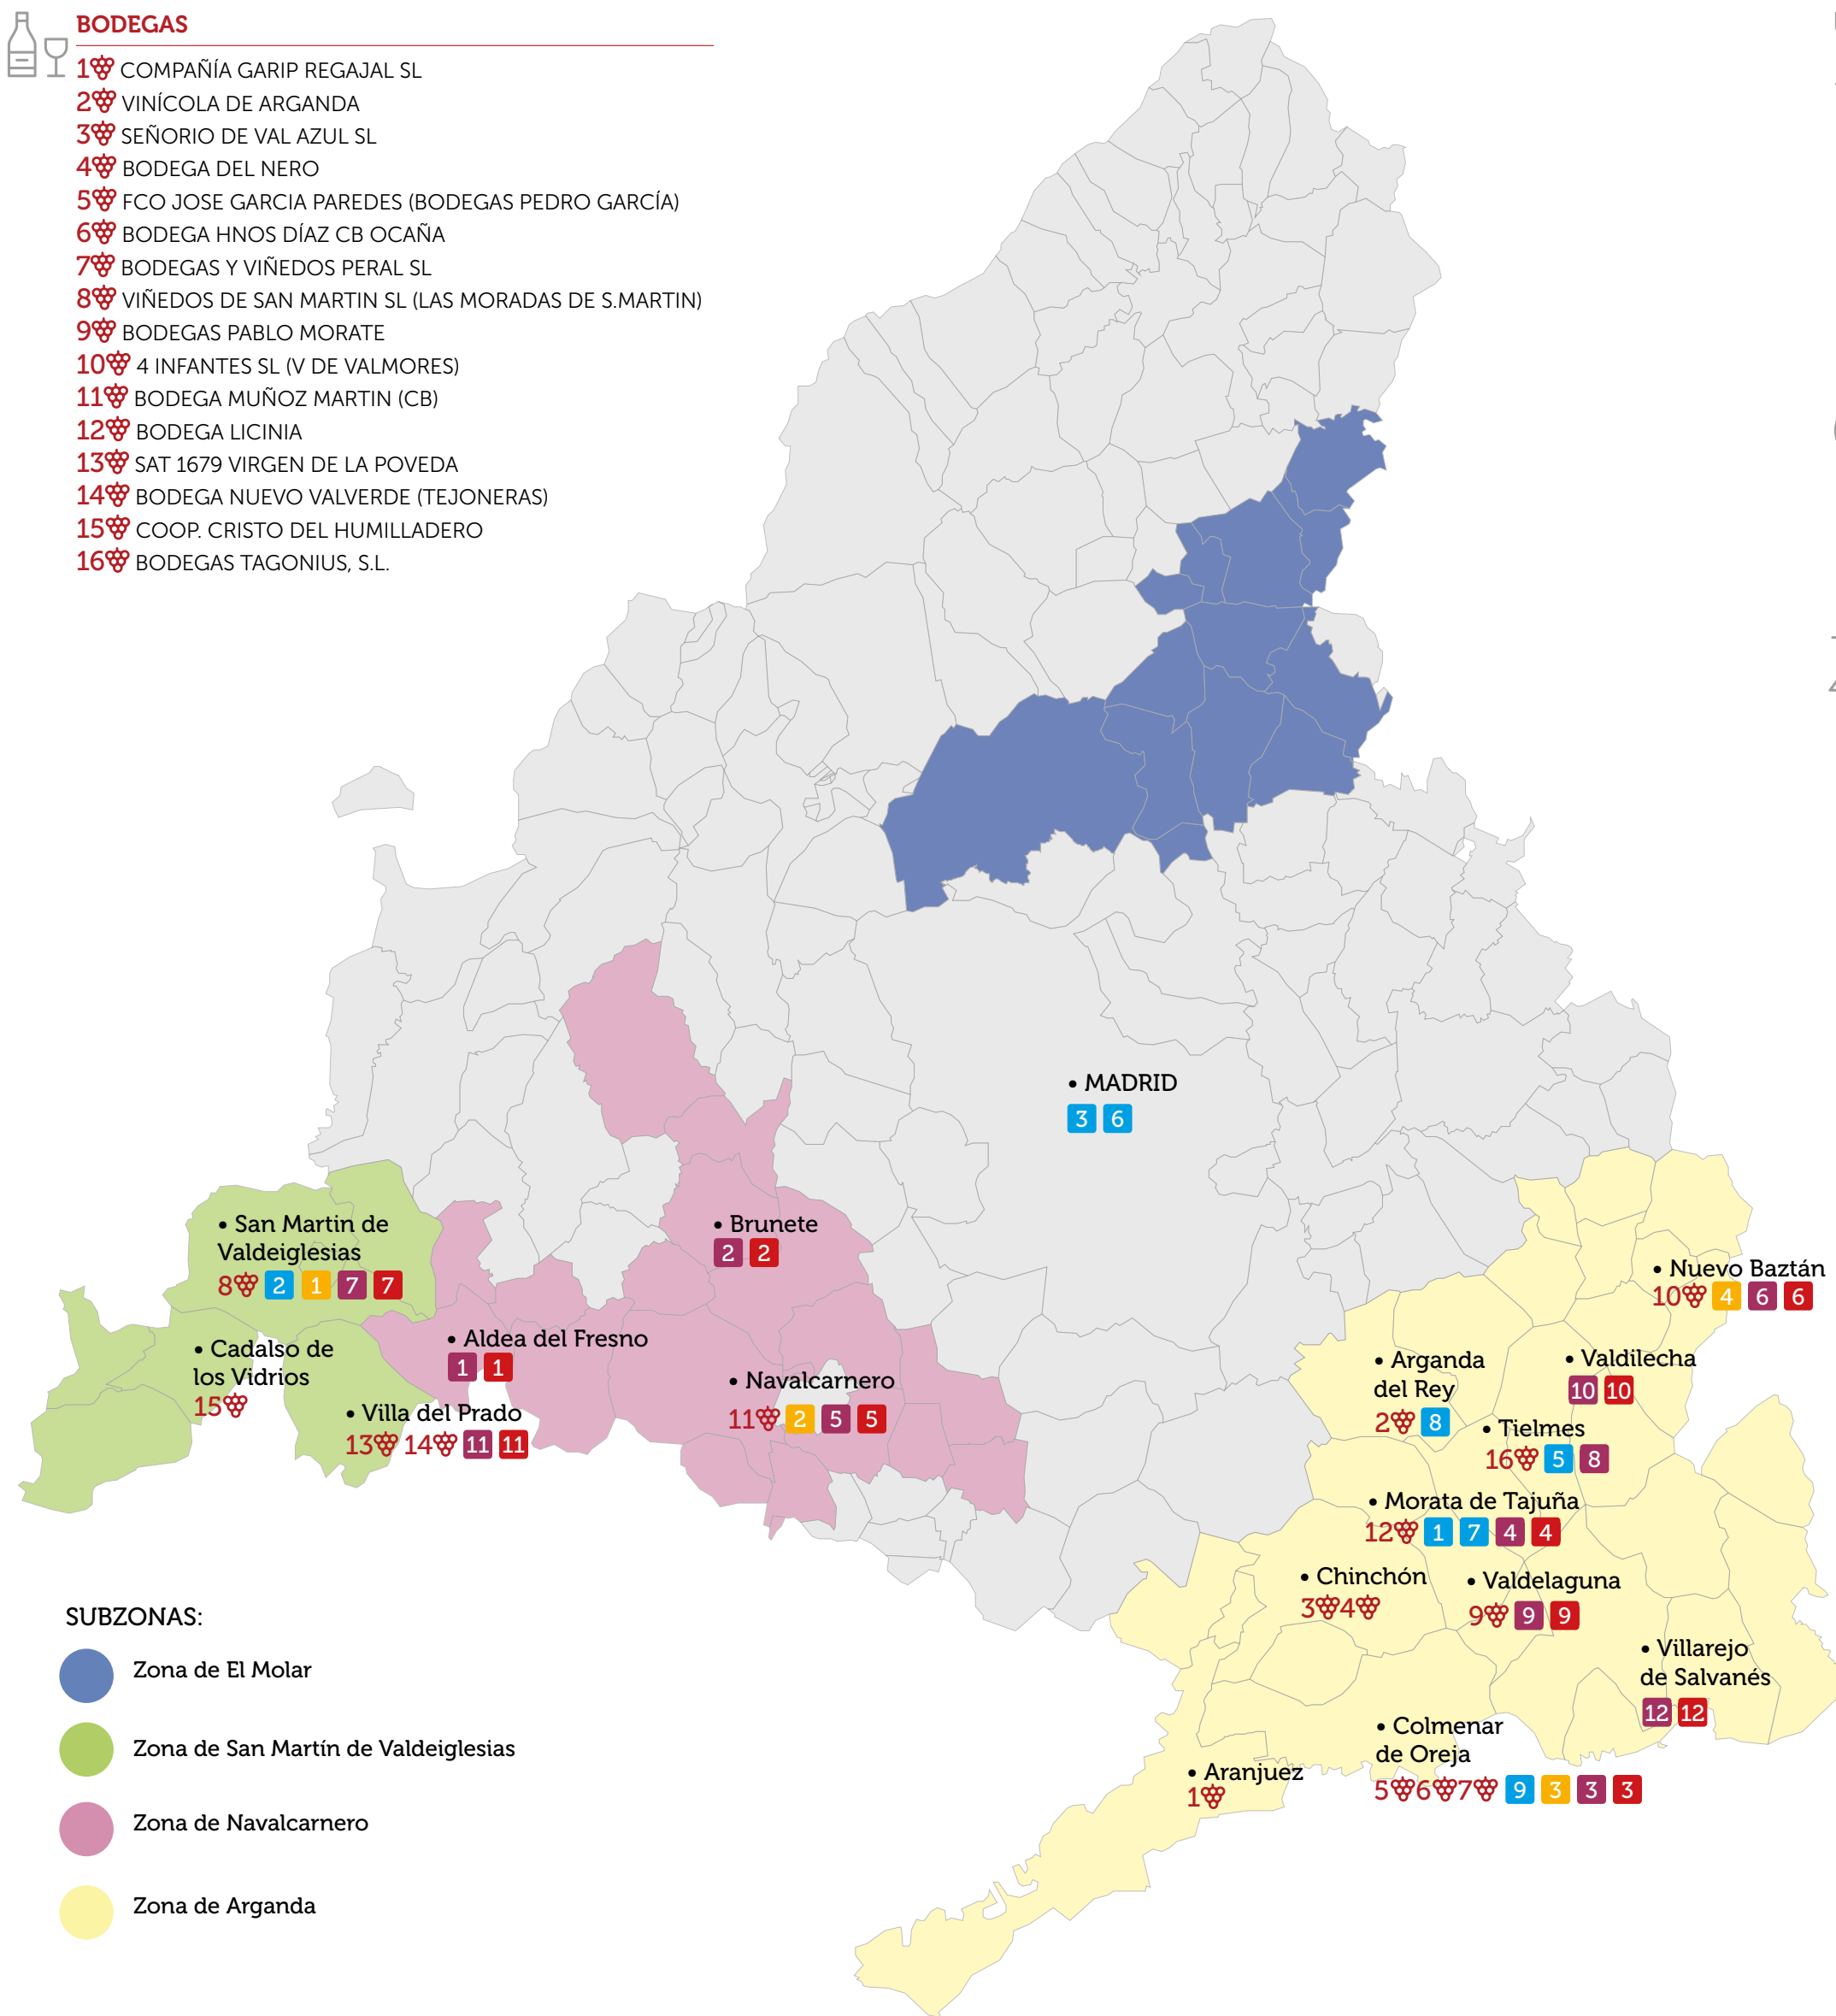 BODEGAS
1 COMPAÑÍA GARIP REGAJAL SL
2 VINÍCOLA DE ARGANDA
3 SEÑORIO DE VAL AZUL SL
4 BODEGA DEL NERO
5 FCO JOSE GARCIA PAREDES (BODEGAS PEDRO GARCÍA)
6 BODEGA HNOS DÍAZ CB OCAÑA
7 BODEGAS Y VIÑEDOS PERAL SL
8 VIÑEDOS DE SAN MARTIN SL (LAS MORADAS DE S.MARTIN)
9 BODEGAS PABLO MORATE
10 4 INFANTES SL (V DE VALMORES)
11 BODEGA MUÑOZ MARTIN (CB)
12 BODEGA LICINIA
13 SAT 1679 VIRGEN DE LA POVEDA
14 BODEGA NUEVO VALVERDE (TEJONERAS)
15 COOP. CRISTO DEL HUMILLADERO
16 BODEGAS TAGONIUS, S.L.
• MADRID
3 6
• San Martin de
Valdeiglesias
8 2 1 7 7
• Brunete
2 2
• Nuevo Baztán
10 4 6 6
• Cadalso de
los Vidrios
15
• Aldea del Fresno
1 1
• Villa del Prado
13 14 11 11
• Navalcarnero
11 2 5 5
• Arganda
del Rey
2 8
• Valdilecha
10 10
• Tielmes
16 5 8
• Morata de Tajuña
12 1 7 4 4
• Chinchón
3 4
• Valdelaguna
9 9 9
• Villarejo
de Salvanés
12 12
• Colmenar
de Oreja
5 6 7 9 3 3 3
• Aranjuez
1
SUBZONAS:
Zona de El Molar
Zona de San Martín de Valdeiglesias
Zona de Navalcarnero
Zona de Arganda